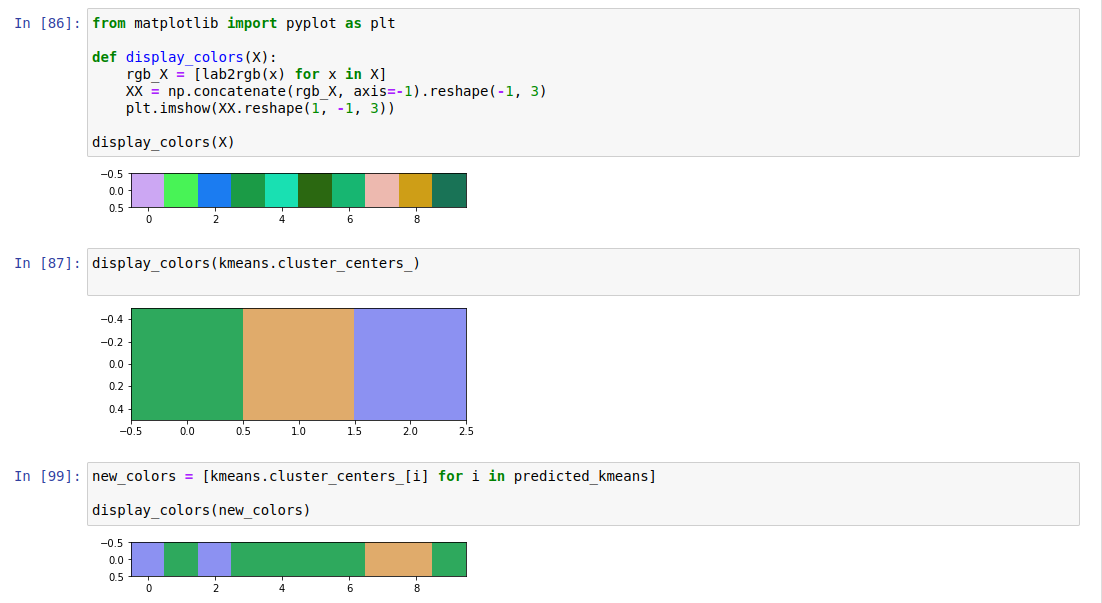 In [86]: from matplotlib import pyplot as plt
def display_colors(X):
    rgb_X = [lab2rgb(x) for x in X]
    XX = np.concatenate(rgb_X, axis=-1).reshape(-1, 3)
    plt.imshow(XX.reshape(1, -1, 3))
display_colors(X)
−0.5
0.0
0.5
0 2 4 6 8
In [87]: display_colors(kmeans.cluster_centers_)
−0.4
−0.2
0.0
0.2
0.4
−0.5 0.0 0.5 1.0 1.5 2.0 2.5
In [99]: new_colors = [kmeans.cluster_centers_[i] for i in predicted_kmeans]
display_colors(new_colors)
−0.5
0.0
0.5
0 2 4 6 8